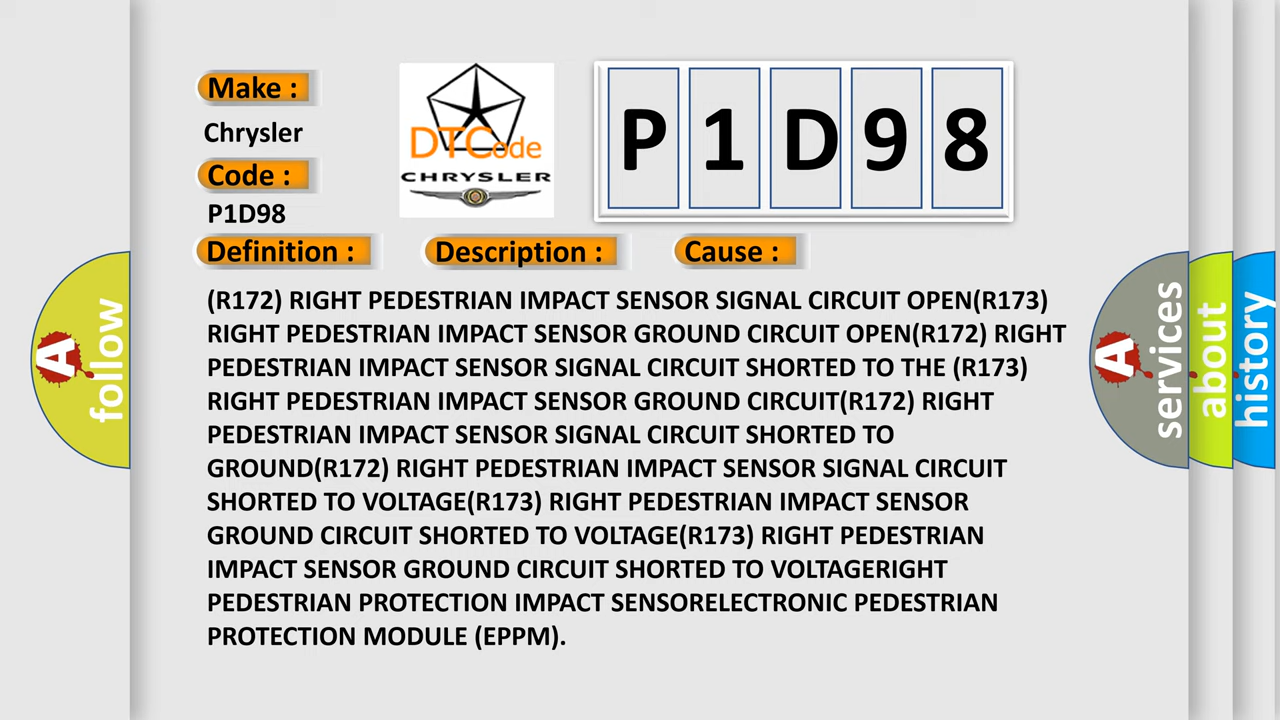 Make :
Chrysler
Code :
P1D98
DTCode
CHRYSLER
P1D98
Definition :
Description :
Cause :
(R172) RIGHT PEDESTRIAN IMPACT SENSOR SIGNAL CIRCUIT OPEN(R173)
RIGHT PEDESTRIAN IMPACT SENSOR GROUND CIRCUIT OPEN(R172) RIGHT
PEDESTRIAN IMPACT SENSOR SIGNAL CIRCUIT SHORTED TO THE (R173)
RIGHT PEDESTRIAN IMPACT SENSOR GROUND CIRCUIT(R172) RIGHT
PEDESTRIAN IMPACT SENSOR SIGNAL CIRCUIT SHORTED TO
GROUND(R172) RIGHT PEDESTRIAN IMPACT SENSOR SIGNAL CIRCUIT
SHORTED TO VOLTAGE(R173) RIGHT PEDESTRIAN IMPACT SENSOR
GROUND CIRCUIT SHORTED TO VOLTAGE(R173) RIGHT PEDESTRIAN
IMPACT SENSOR GROUND CIRCUIT SHORTED TO VOLTAGERIGHT
PEDESTRIAN PROTECTION IMPACT SENSORELECTRONIC PEDESTRIAN
PROTECTION MODULE (EPPM).
A follow
A services
about
history